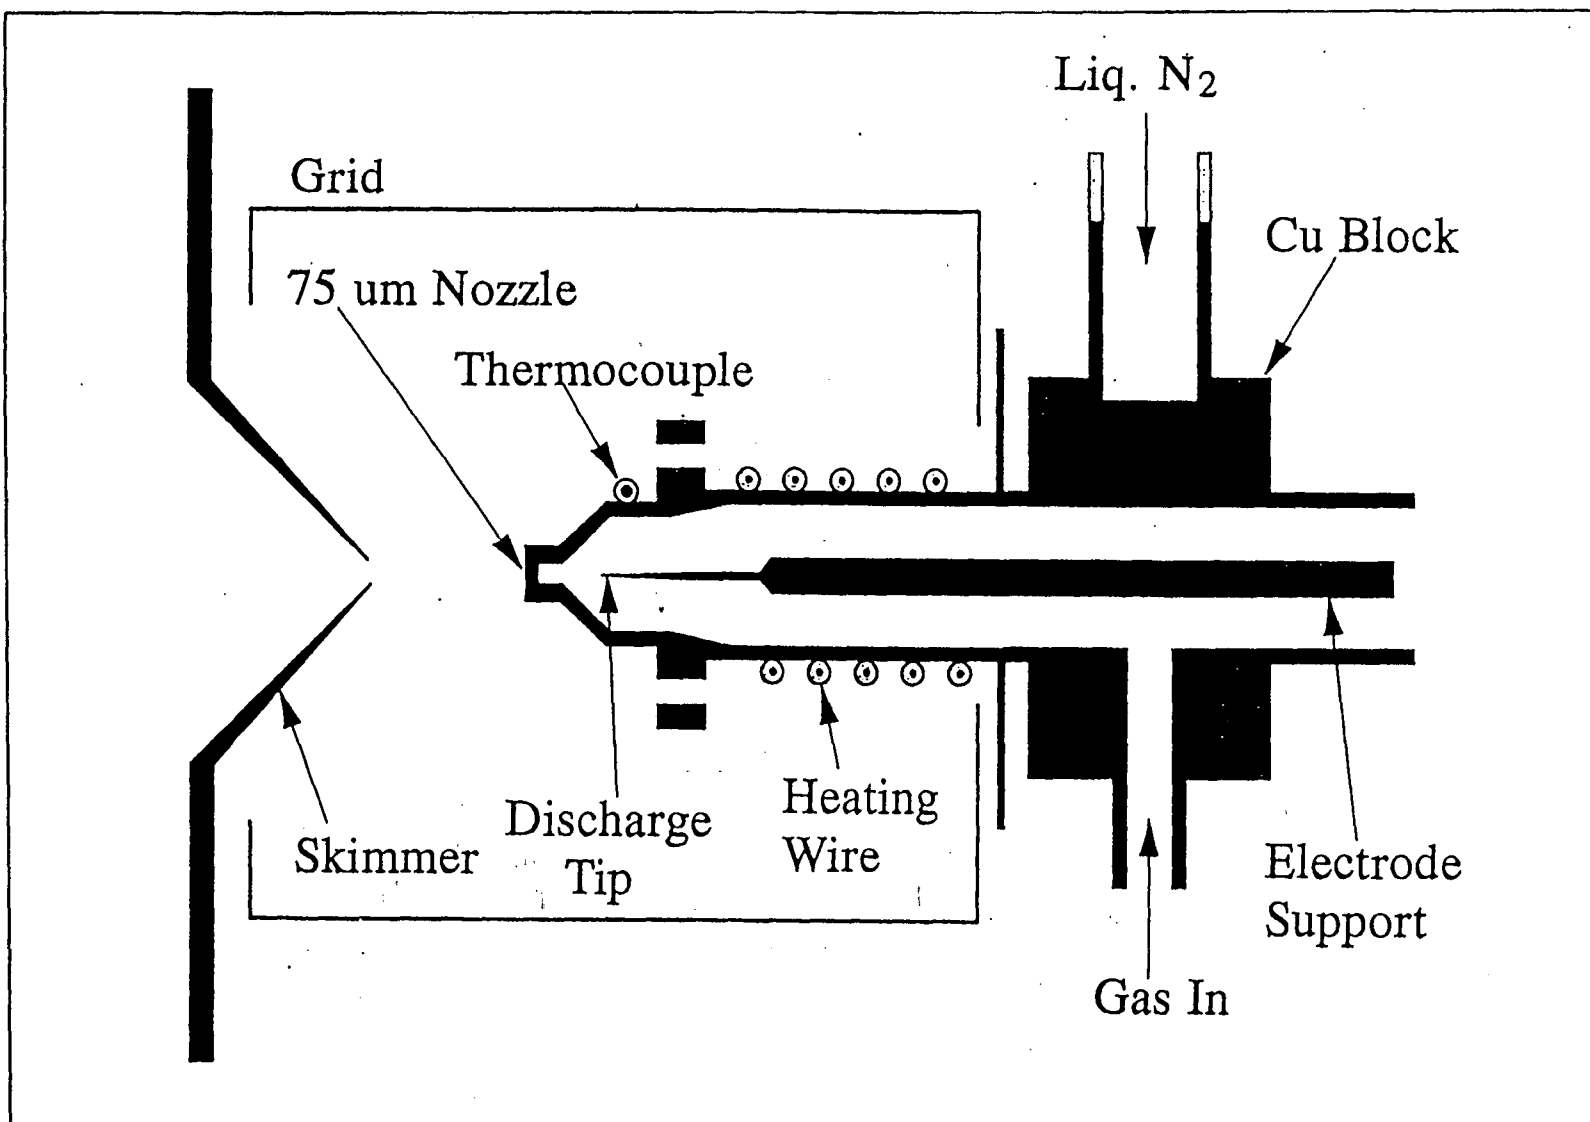 Liq. N₂
Grid
Cu Block
75 um Nozzle
Thermocouple
Discharge
Tip
Heating
Wire
Skimmer
Electrode
Support
Gas In